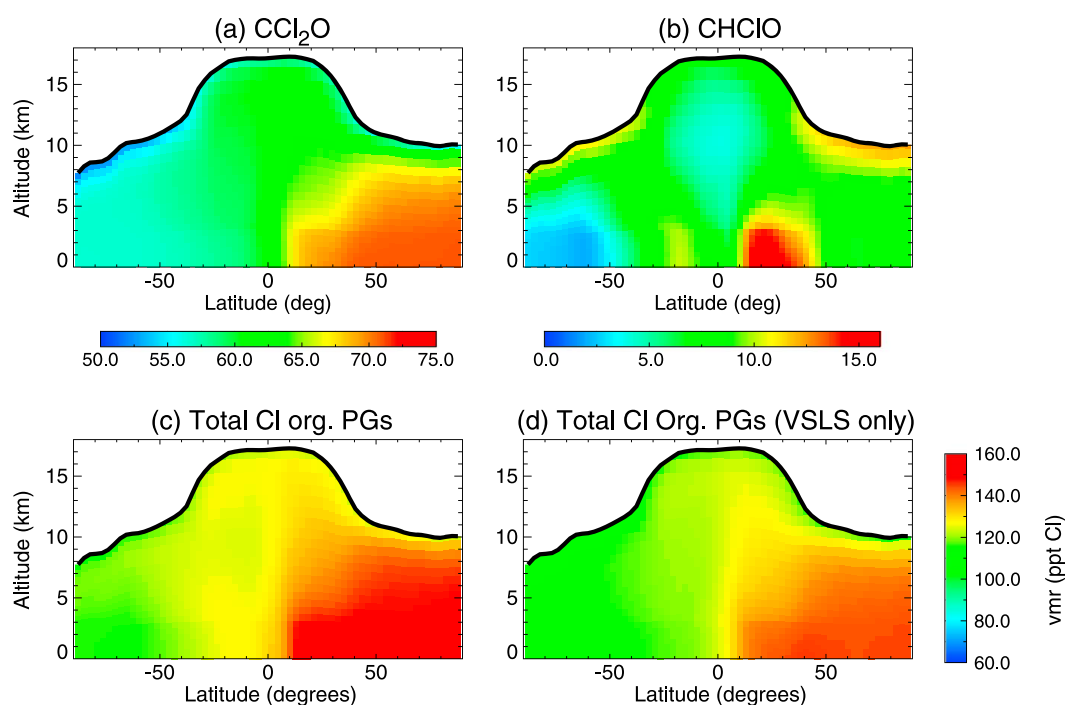 (a) CCl₂O
(b) CHClO
Altitude (km)
15
10
5
0
15
10
5
0
-50 0 50
-50 0 50
Latitude (deg)
Latitude (deg)
50.0 55.0 60.0 65.0 70.0 75.0
0.0 5.0 10.0 15.0
(c) Total Cl org. PGs
(d) Total Cl Org. PGs (VSLS only)
Altitude (km)
15
10
5
0
15
10
5
0
160.0
140.0
120.0
100.0
80.0
60.0
vmr (ppt Cl)
-50 0 50
-50 0 50
Latitude (degrees)
Latitude (degrees)